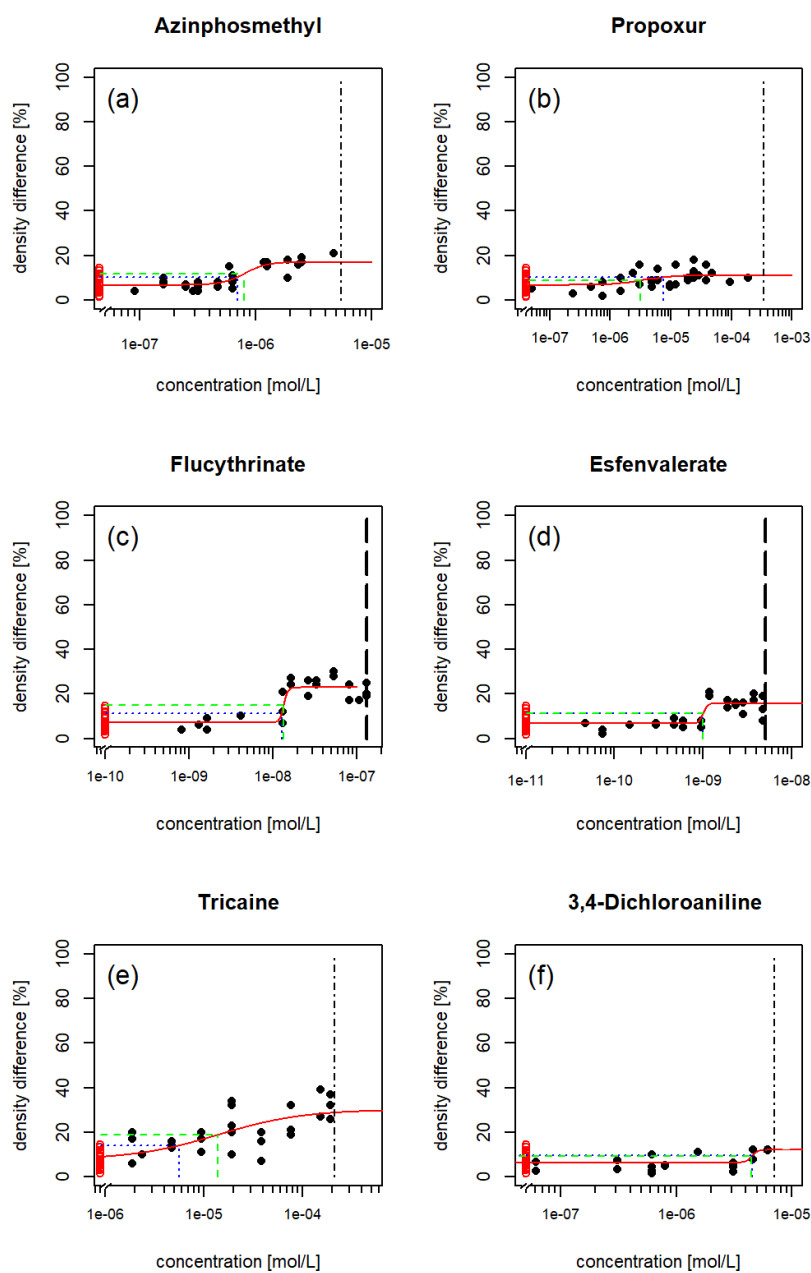 Azinphosmethyl
(a)
density difference [%]
0 20 40 60 80 100
1e-07 1e-06 1e-05
concentration [mol/L]
Propoxur
(b)
density difference [%]
0 20 40 60 80 100
1e-07 1e-06 1e-05 1e-04 1e-03
concentration [mol/L]
Flucythrinate
(c)
density difference [%]
0 20 40 60 80 100
1e-10 1e-09 1e-08 1e-07
concentration [mol/L]
Esfenvalerate
(d)
density difference [%]
0 20 40 60 80 100
1e-11 1e-10 1e-09 1e-08
concentration [mol/L]
Tricaine
(e)
density difference [%]
0 20 40 60 80 100
1e-06 1e-05 1e-04
concentration [mol/L]
3,4-Dichloroaniline
(f)
density difference [%]
0 20 40 60 80 100
1e-07 1e-06 1e-05
concentration [mol/L]